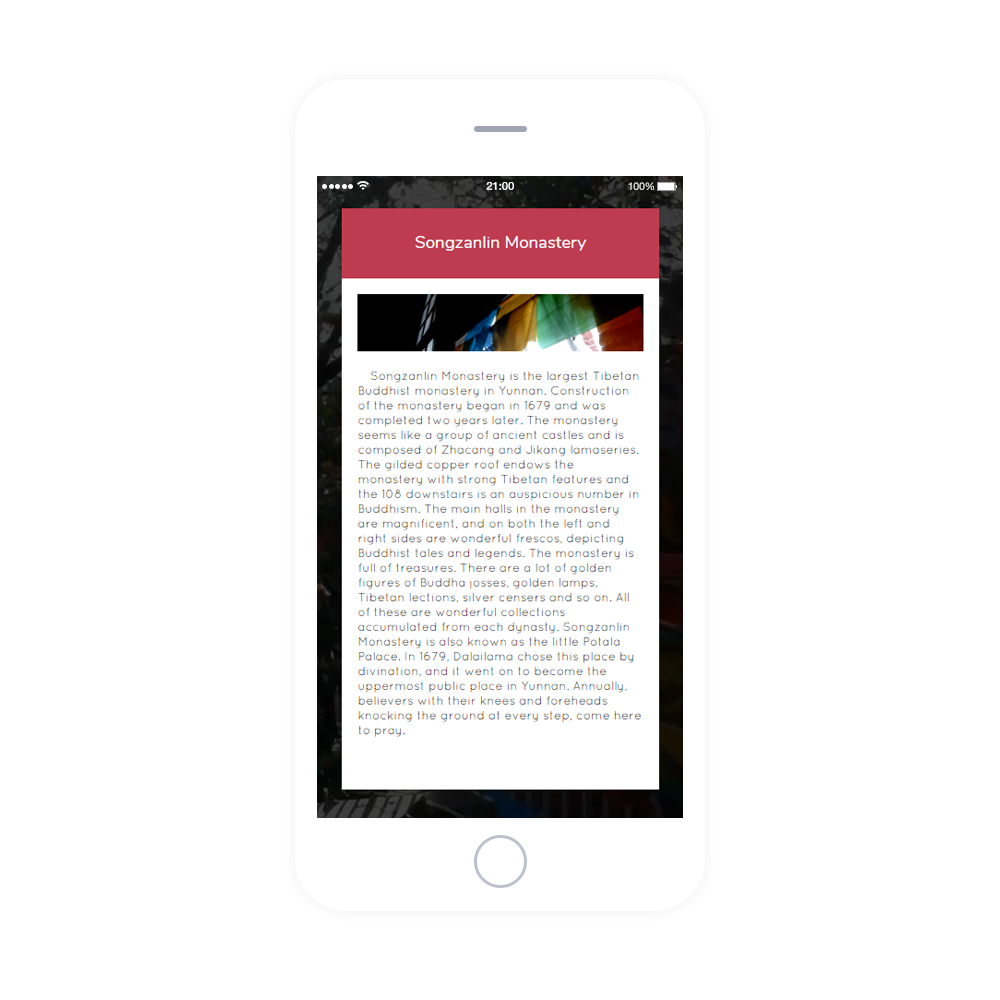 21:00
100%
Songzanlin Monastery
Songzanlin Monastery is the largest Tibetan
Buddhist monastery in Yunnan. Construction
of the monastery began in 1679 and was
completed two years later. The monastery
seems like a group of ancient castles and is
composed of Zhacang and Jikang lamaseries.
The gilded copper roof endows the
monastery with strong Tibetan features and
the 108 downstairs is an auspicious number in
Buddhism. The main halls in the monastery
are magnificent, and on both the left and
right sides are wonderful frescos, depicting
Buddhist tales and legends. The monastery is
full of treasures. There are a lot of golden
figures of Buddha josses, golden lamps,
Tibetan lections, silver censers and so on. All
of these are wonderful collections
accumulated from each dynasty. Songzanlin
Monastery is also known as the little Potala
Palace. In 1679, Dalailama chose this place by
divination, and it went on to become the
uppermost public place in Yunnan. Annually,
believers with their knees and foreheads
knocking the ground at every step, come here
to pray.